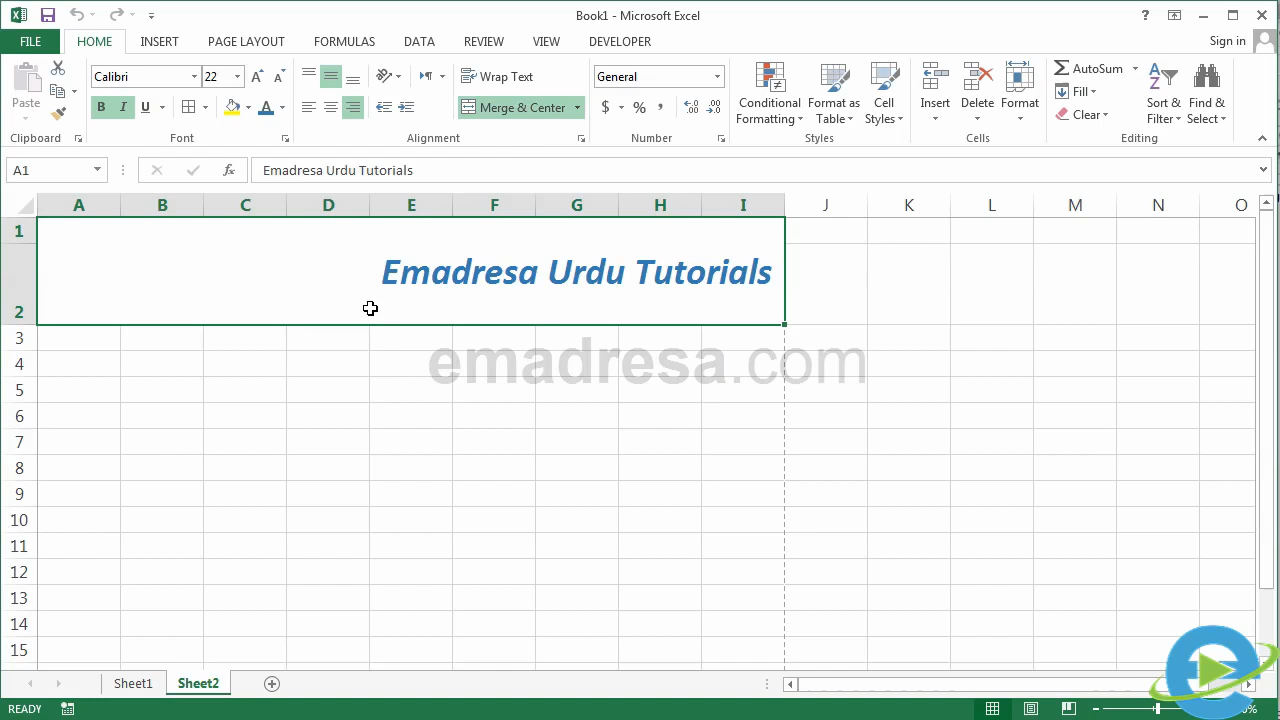 Book1 - Microsoft Excel
FILE HOME INSERT PAGE LAYOUT FORMULAS DATA REVIEW VIEW DEVELOPER Sign in
Paste
Clipboard
Calibri 22
B I U
Font
Wrap Text
Merge & Center
Alignment
General
$ % ,
Number
Conditional Formatting
Format as Table
Cell Styles
Styles
Insert Delete Format
Cells
AutoSum
Fill
Clear
Sort & Filter
Find & Select
Editing
A1 fx Emadresa Urdu Tutorials
A B C D E F G H I J K L M N O
1
Emadresa Urdu Tutorials
2
3
emadresa.com
4
5
6
7
8
9
10
11
12
13
14
15
Sheet1 Sheet2
READY